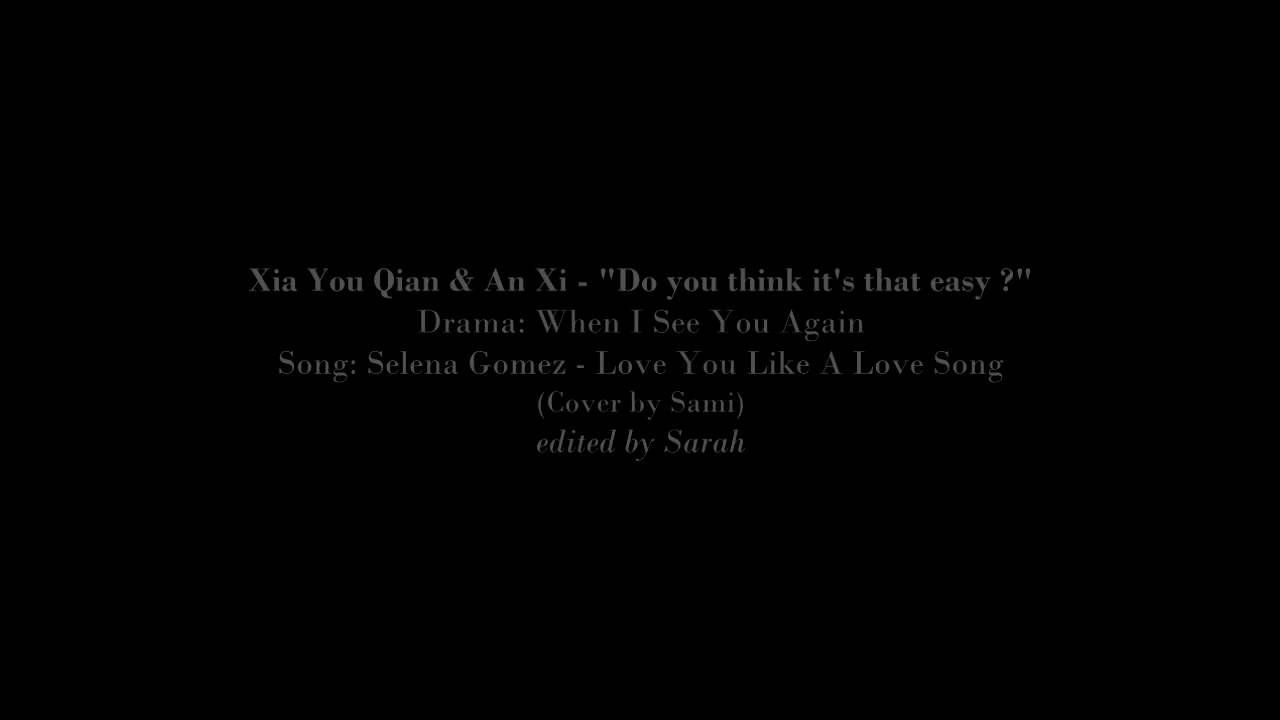 Xia You Qian & An Xi - "Do you think it's that easy ?"
Drama: When I See You Again
Song: Selena Gomez - Love You Like A Love Song
(Cover by Sami)
edited by Sarah